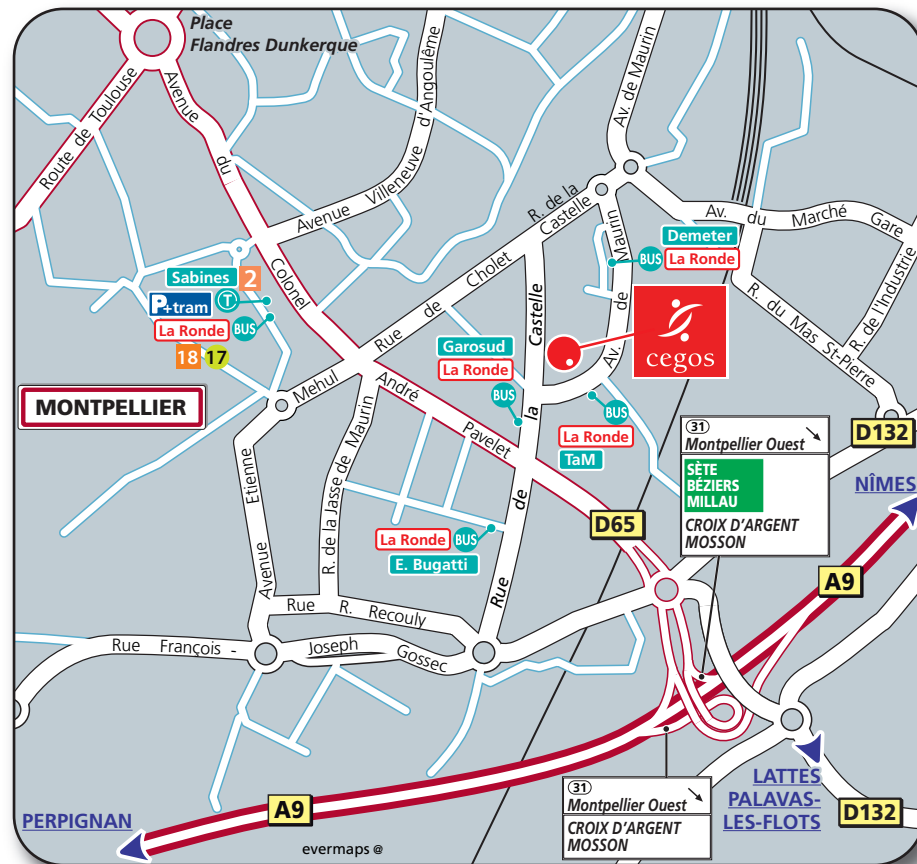 Place
Flandres Dunkerque
Route de Toulouse
Avenue du Colonel André Pavelet
Avenue Villeneuve d'Angoulême
Av. de Maurin
R. de la Castelle
Av. du Marché Gare
R. de l'Industrie
R. du Mas St-Pierre
Demeter
BUS La Ronde
Av. de Maurin
cegos
Sabines 2
P+tram T
La Ronde BUS
18 17
Rue de Cholet
Rue de la Castelle
Garosud
La Ronde
BUS
BUS
La Ronde
TaM
MONTPELLIER
Avenue Etienne Mehul
R. de la Jasse de Maurin
La Ronde BUS
E. Bugatti
D65
31
Montpellier Ouest
SÈTE
BÉZIERS
MILLAU
CROIX D'ARGENT
MOSSON
D132
NÎMES
A9
Rue R. Recouly
Rue François - Joseph Gossec
A9
PERPIGNAN
31
Montpellier Ouest
CROIX D'ARGENT
MOSSON
LATTES
PALAVAS-
LES-FLOTS
D132
evermaps @